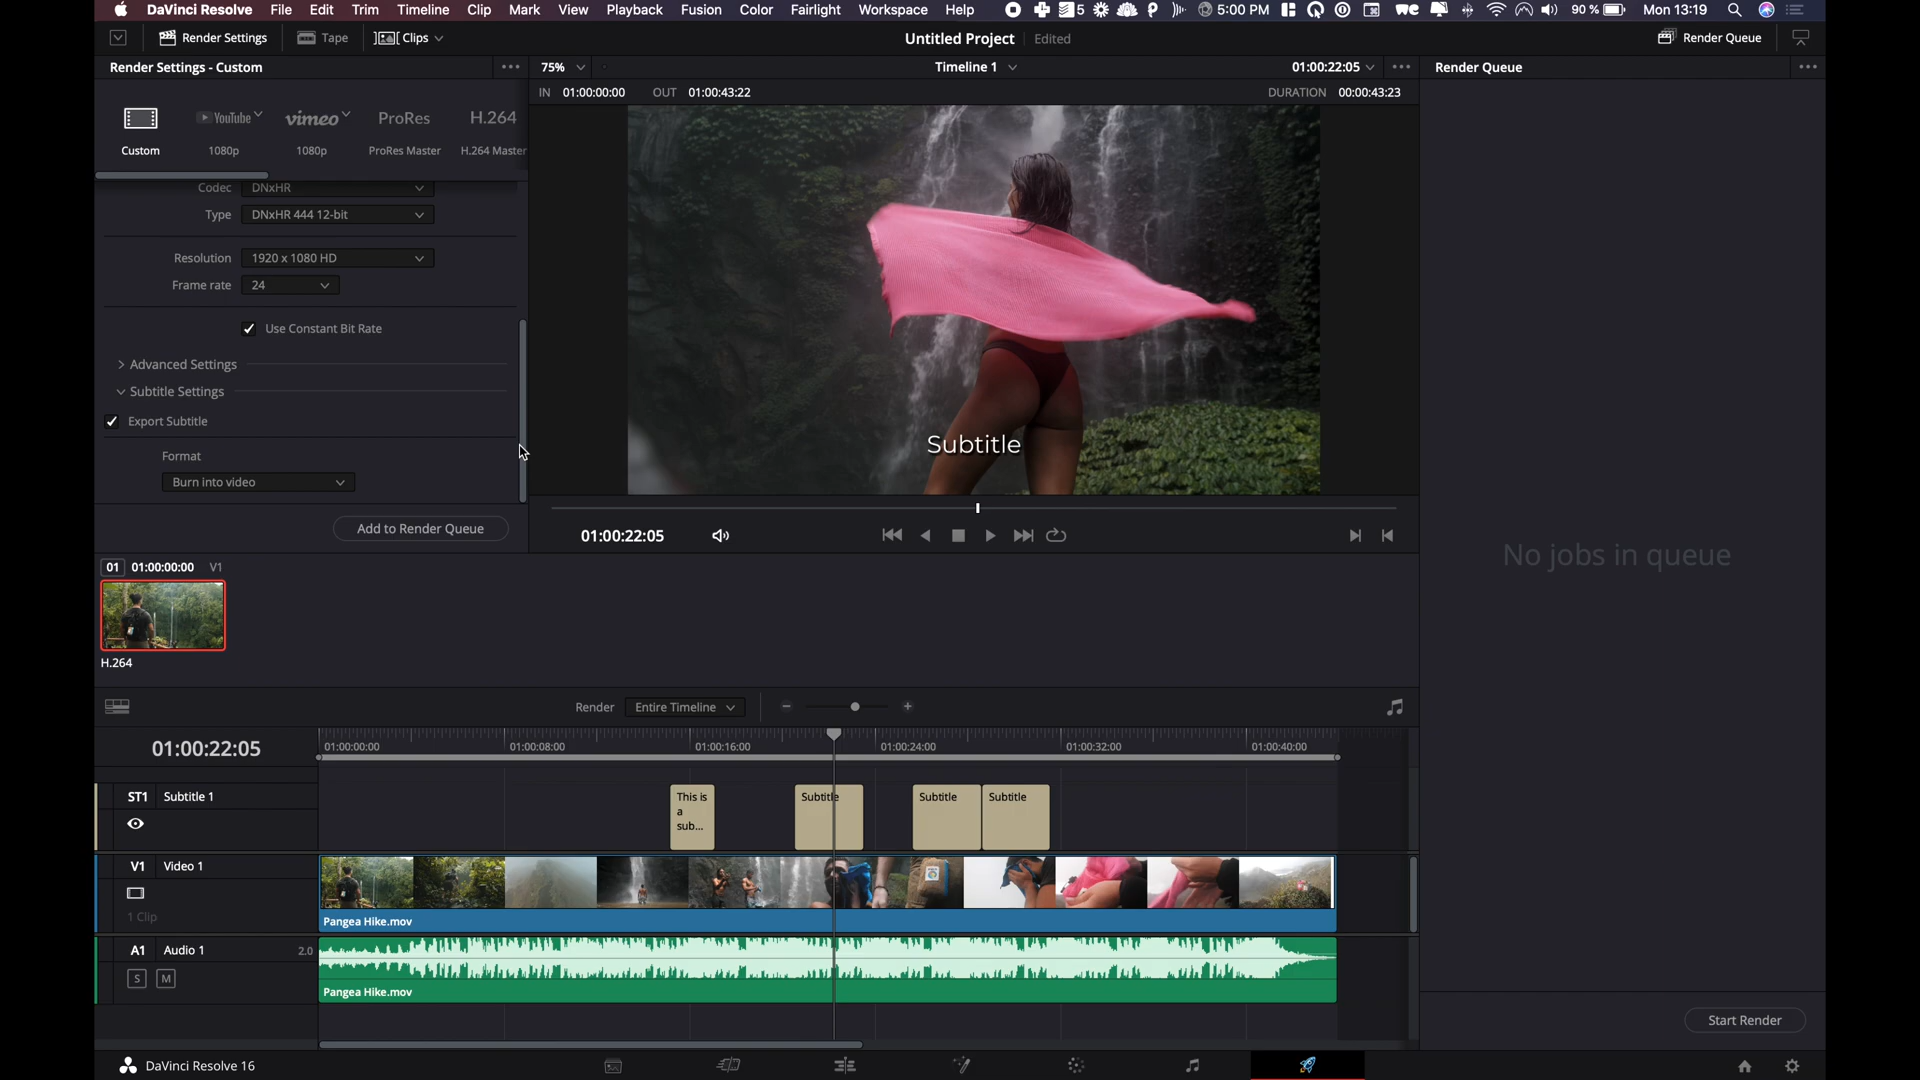 DaVinci Resolve File Edit Trim Timeline Clip Mark View Playback Fusion Color Fairlight Workspace Help 5 5:00 PM 90 % Mon 13:19
Render Settings Tape Clips Untitled Project Edited Render Queue
Render Settings - Custom 75% Timeline 1 01:00:22:05 Render Queue
IN 01:00:00:00 OUT 01:00:43:22 DURATION 00:00:43:23
YouTube vimeo ProRes H.264
Custom 1080p 1080p ProRes Master H.264 Master
Codec DNxHR
Type DNxHR 444 12-bit
Resolution 1920 x 1080 HD
Frame rate 24
Use Constant Bit Rate
Advanced Settings
Subtitle Settings
Export Subtitle
Format
Burn into video
Add to Render Queue
Subtitle
01:00:22:05
No jobs in queue
01 01:00:00:00 V1
H.264
Render Entire Timeline
01:00:22:05 01:00:00:00 01:00:08:00 01:00:16:00 01:00:24:00 01:00:32:00 01:00:40:00
ST1 Subtitle 1
This is
a
sub...
Subtitle Subtitle Subtitle
V1 Video 1
1 Clip
Pangea Hike.mov
A1 Audio 1 2.0
S M
Pangea Hike.mov
Start Render
DaVinci Resolve 16